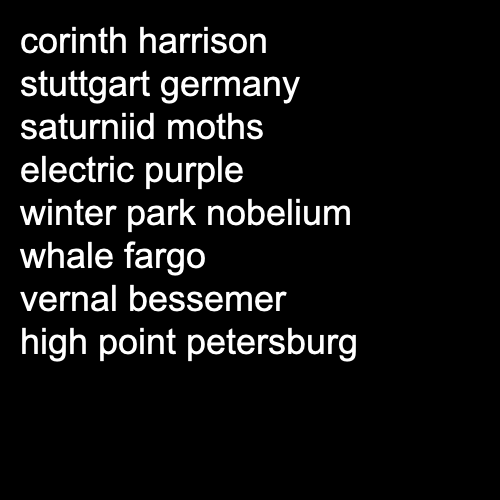 corinth harrison
stuttgart germany
saturniid moths
electric purple
winter park nobelium
whale fargo
vernal bessemer
high point petersburg